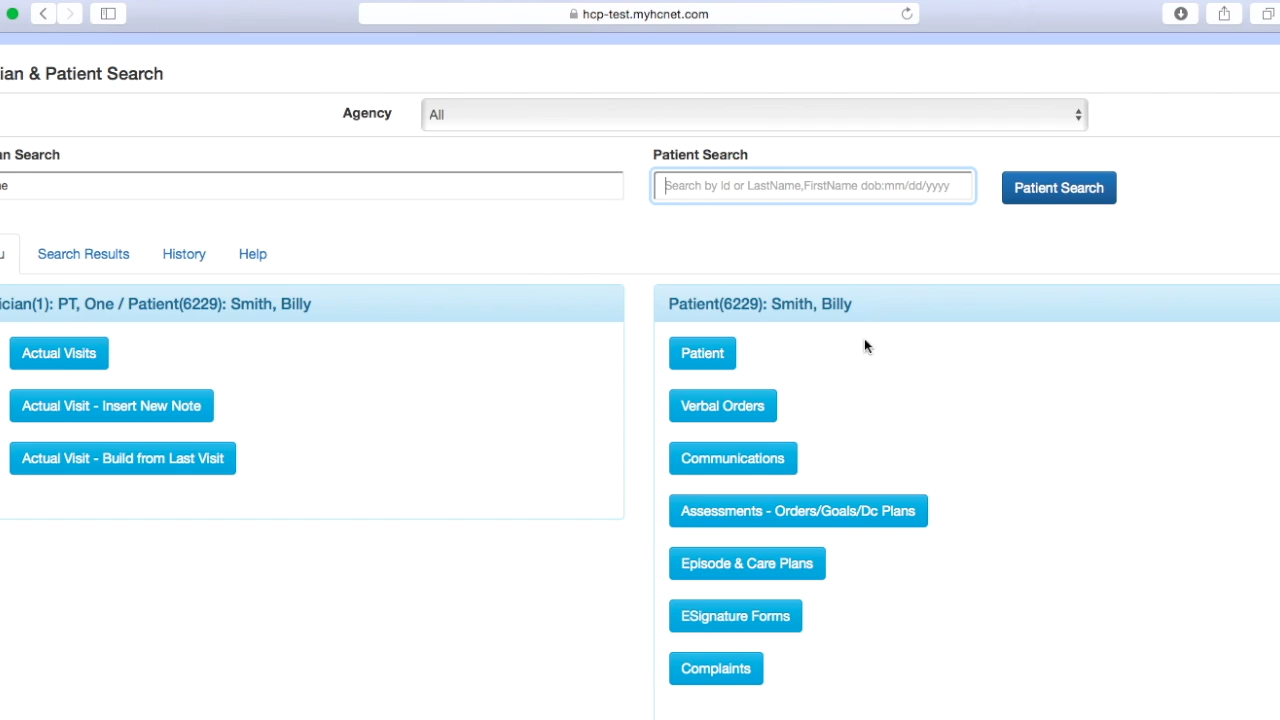 hcp-test.myhcnet.com
ian & Patient Search
Agency
All
n Search
Patient Search
e
Search by Id or LastName,FirstName dob:mm/dd/yyyy
Patient Search
u
Search Results
History
Help
ician(1): PT, One / Patient(6229): Smith, Billy
Patient(6229): Smith, Billy
Actual Visits
Patient
Actual Visit - Insert New Note
Verbal Orders
Actual Visit - Build from Last Visit
Communications
Assessments - Orders/Goals/Dc Plans
Episode & Care Plans
ESignature Forms
Complaints